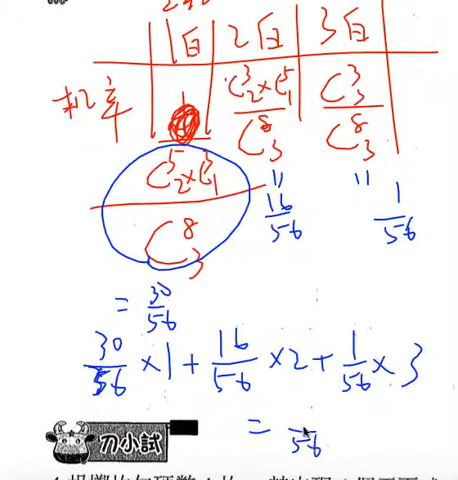 1白 2白 3白
机率 C³₂×C⁵₁ / C⁸₃ C³₃ / C⁸₃
C⁵₂×C³₁ / C⁸₃ = 16/56 = 1/56
= 30/56
30/56 ×1 + 16/56 ×2 + 1/56 ×3
= /56
刀小試